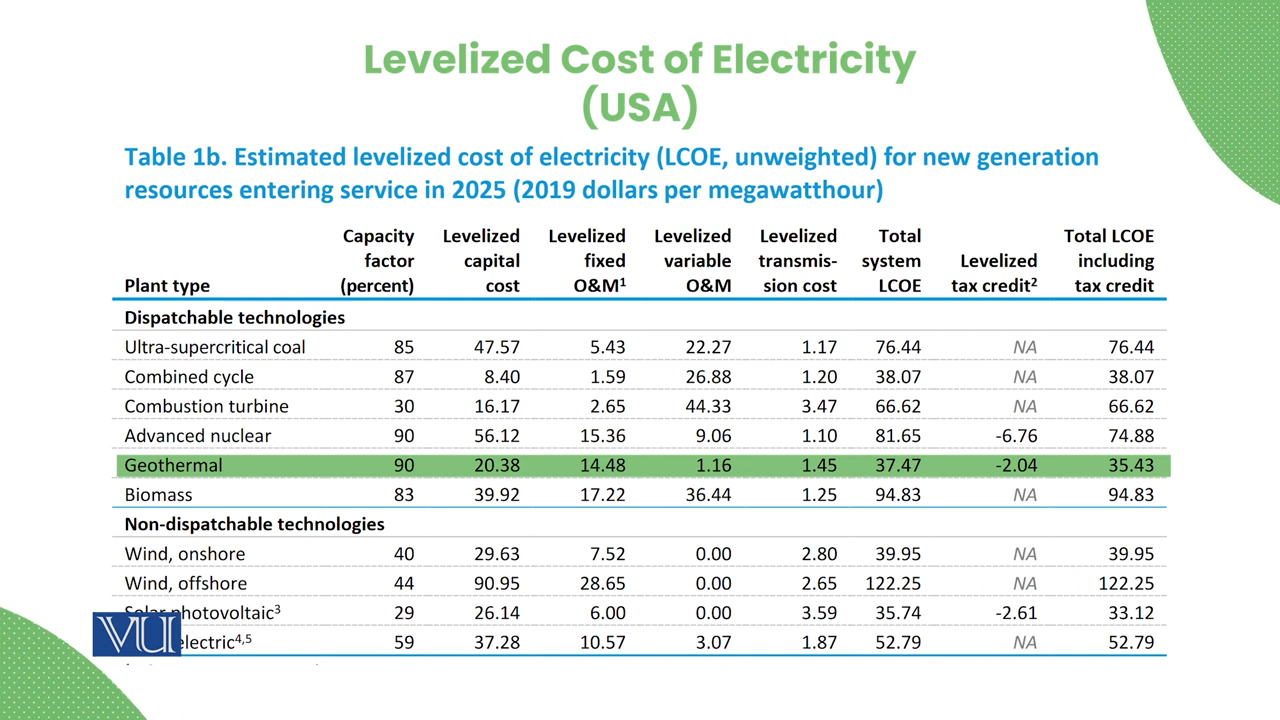 Levelized Cost of Electricity
(USA)
Table 1b. Estimated levelized cost of electricity (LCOE, unweighted) for new generation
resources entering service in 2025 (2019 dollars per megawatthour)
Plant type Capacity factor (percent) Levelized capital cost Levelized fixed O&M1 Levelized variable O&M Levelized transmis-sion cost Total system LCOE Levelized tax credit2 Total LCOE including tax credit
Dispatchable technologies
Ultra-supercritical coal 85 47.57 5.43 22.27 1.17 76.44 NA 76.44
Combined cycle 87 8.40 1.59 26.88 1.20 38.07 NA 38.07
Combustion turbine 30 16.17 2.65 44.33 3.47 66.62 NA 66.62
Advanced nuclear 90 56.12 15.36 9.06 1.10 81.65 -6.76 74.88
Geothermal 90 20.38 14.48 1.16 1.45 37.47 -2.04 35.43
Biomass 83 39.92 17.22 36.44 1.25 94.83 NA 94.83
Non-dispatchable technologies
Wind, onshore 40 29.63 7.52 0.00 2.80 39.95 NA 39.95
Wind, offshore 44 90.95 28.65 0.00 2.65 122.25 NA 122.25
Solar photovoltaic3 29 26.14 6.00 0.00 3.59 35.74 -2.61 33.12
electric4,5 59 37.28 10.57 3.07 1.87 52.79 NA 52.79
VU